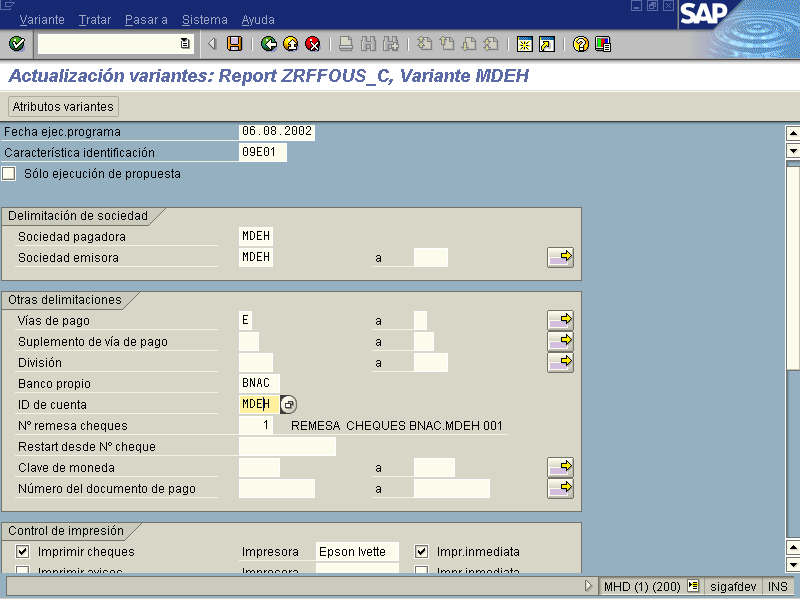 Variante Tratar Pasar a Sistema Ayuda
SAP
Actualización variantes: Report ZRFFOUS_C, Variante MDEH
Atributos variantes
Fecha ejec.programa 06.08.2002
Característica identificación 09E01
Sólo ejecución de propuesta
Delimitación de sociedad
Sociedad pagadora MDEH
Sociedad emisora MDEH a
Otras delimitaciones
Vías de pago E a
Suplemento de vía de pago a
División a
Banco propio BNAC
ID de cuenta MDEH
Nº remesa cheques 1 REMESA CHEQUES BNAC.MDEH 001
Restart desde Nº cheque
Clave de moneda a
Número del documento de pago a
Control de impresión
Imprimir cheques Impresora Epson Ivette Impr.inmediata
Imprimir avisos Impresora Impr.inmediata
MHD (1) (200) sigafdev INS